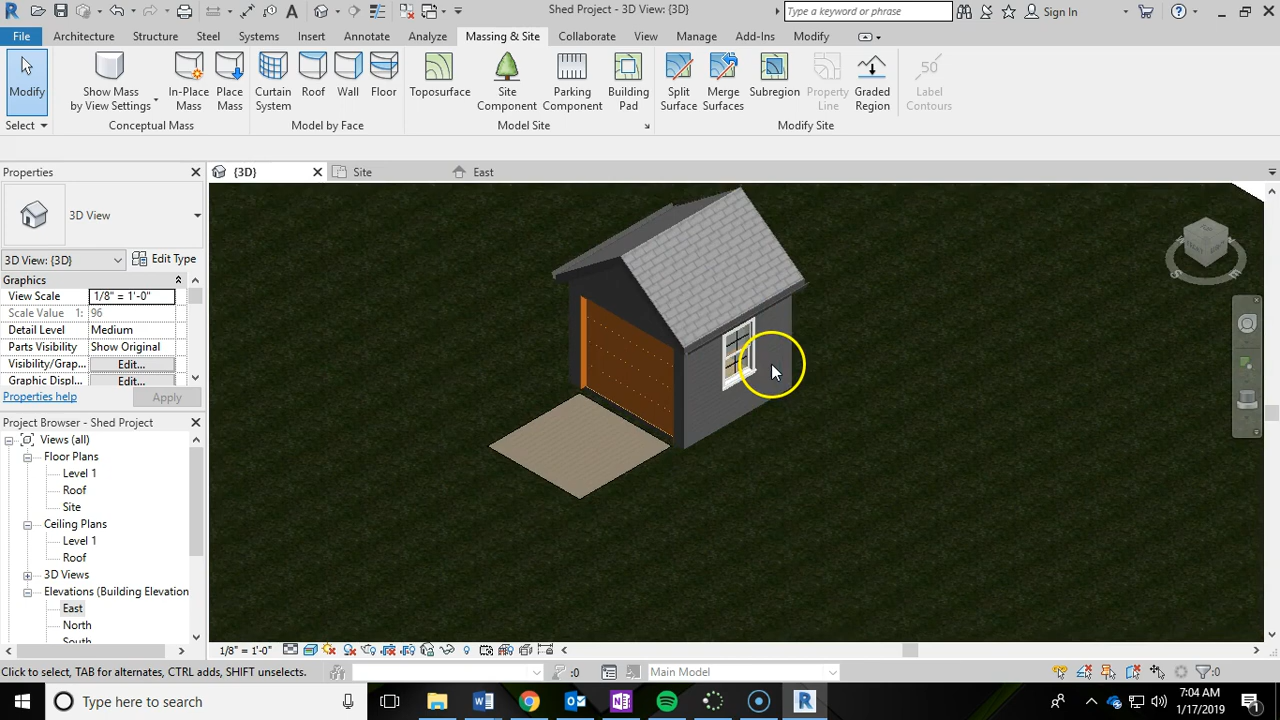 Shed Project - 3D View: {3D}
Type a keyword or phrase
Sign In
File Architecture Structure Steel Systems Insert Annotate Analyze Massing & Site Collaborate View Manage Add-Ins Modify
Modify
Show Mass
by View Settings
In-Place
Mass
Place
Mass
Curtain
System
Roof
Wall
Floor
Toposurface
Site
Component
Parking
Component
Building
Pad
Split
Surface
Merge
Surfaces
Subregion
Property
Line
Graded
Region
50
Label
Contours
Select
Conceptual Mass
Model by Face
Model Site
Modify Site
Properties
{3D}
Site
East
3D View
3D View: {3D}
Edit Type
Graphics
View Scale 1/8" = 1'-0"
Scale Value 1: 96
Detail Level Medium
Parts Visibility Show Original
Visibility/Grap... Edit...
Graphic Displ... Edit...
Properties help
Apply
Project Browser - Shed Project
Views (all)
Floor Plans
Level 1
Roof
Site
Ceiling Plans
Level 1
Roof
3D Views
Elevations (Building Elevation
East
North
South
1/8" = 1'-0"
Click to select, TAB for alternates, CTRL adds, SHIFT unselects.
:0
Main Model
:0
Type here to search
7:04 AM
1/17/2019